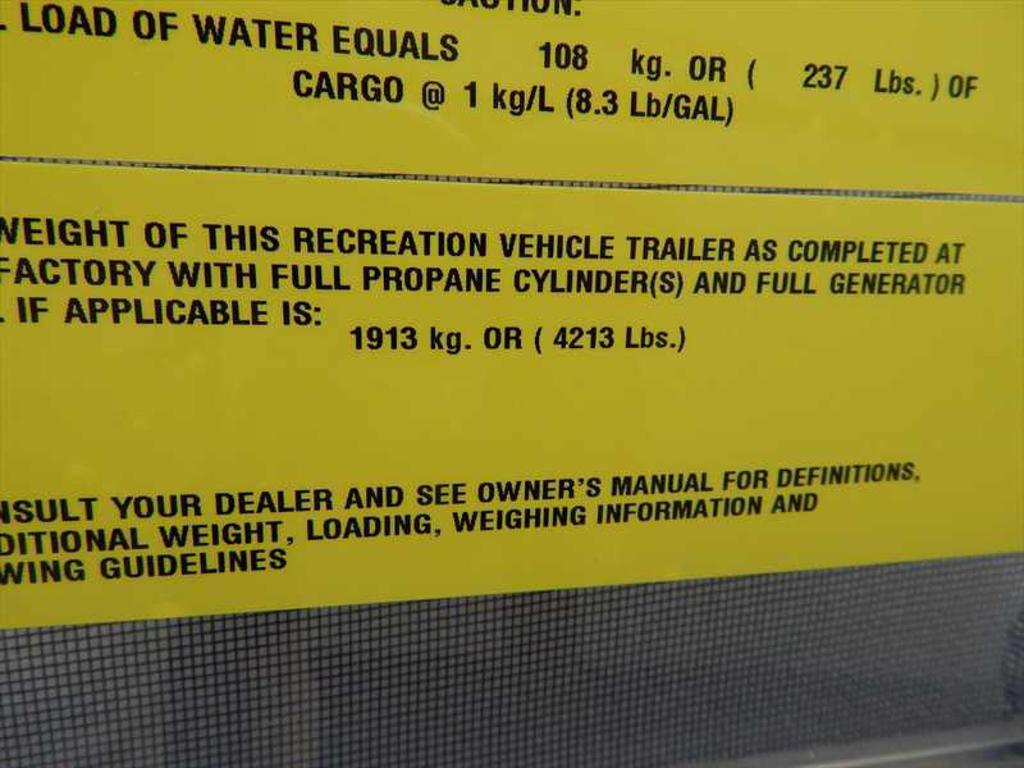 CAUTION:
LOAD OF WATER EQUALS 108 kg. OR ( 237 Lbs. ) OF
CARGO @ 1 kg/L (8.3 Lb/GAL)
WEIGHT OF THIS RECREATION VEHICLE TRAILER AS COMPLETED AT
FACTORY WITH FULL PROPANE CYLINDER(S) AND FULL GENERATOR
IF APPLICABLE IS:
1913 kg. OR ( 4213 Lbs.)
NSULT YOUR DEALER AND SEE OWNER'S MANUAL FOR DEFINITIONS,
DITIONAL WEIGHT, LOADING, WEIGHING INFORMATION AND
WING GUIDELINES